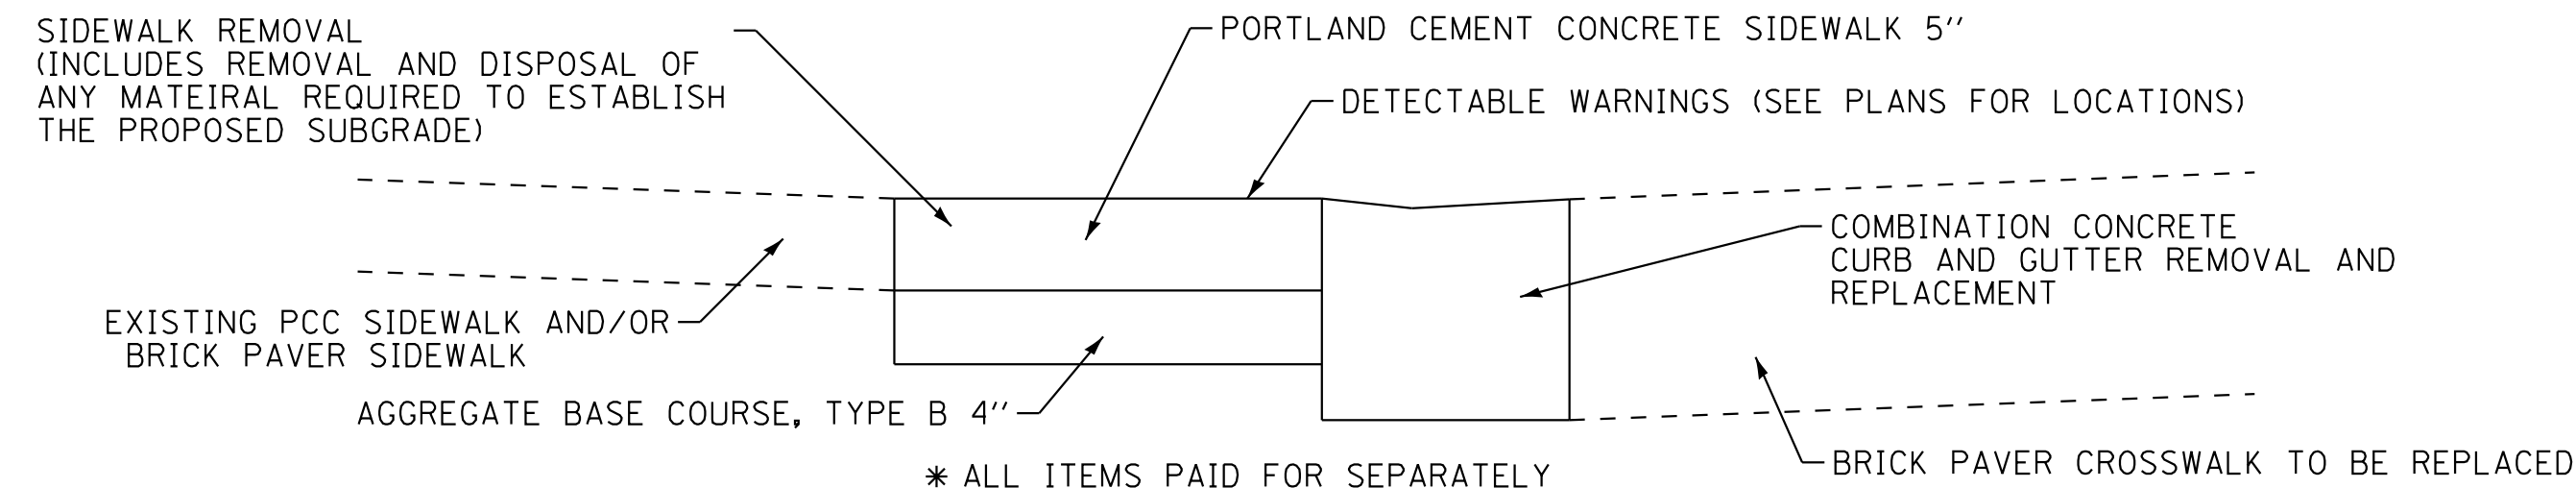 SIDEWALK REMOVAL
(INCLUDES REMOVAL AND DISPOSAL OF
ANY MATEIRAL REQUIRED TO ESTABLISH
THE PROPOSED SUBGRADE)
PORTLAND CEMENT CONCRETE SIDEWALK 5''
DETECTABLE WARNINGS (SEE PLANS FOR LOCATIONS)
COMBINATION CONCRETE
CURB AND GUTTER REMOVAL AND
REPLACEMENT
EXISTING PCC SIDEWALK AND/OR
BRICK PAVER SIDEWALK
AGGREGATE BASE COURSE, TYPE B 4''
BRICK PAVER CROSSWALK TO BE REPLACED
* ALL ITEMS PAID FOR SEPARATELY